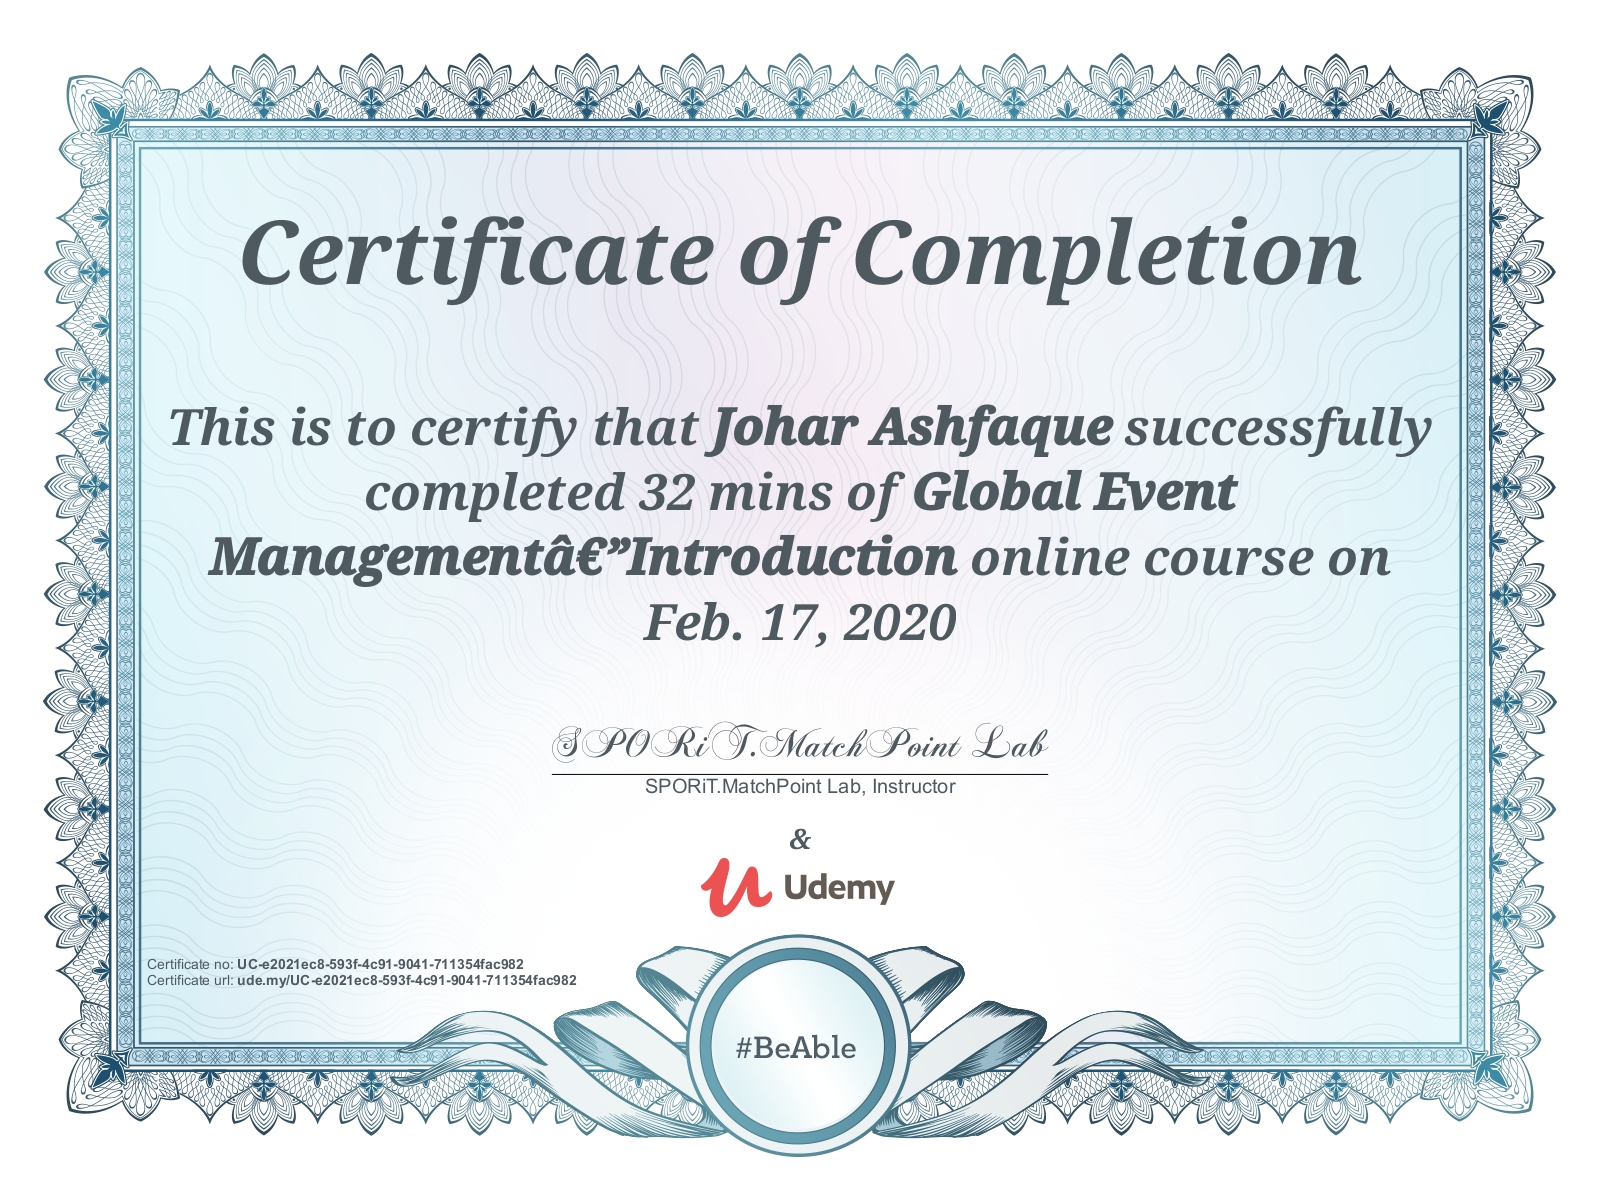 Certificate of Completion
This is to certify that Johar Ashfaque successfully
completed 32 mins of Global Event
Managementâ€”Introduction online course on
Feb. 17, 2020
SPORiT.MatchPoint Lab
SPORiT.MatchPoint Lab, Instructor
&
Udemy
Certificate no: UC-e2021ec8-593f-4c91-9041-711354fac982
Certificate url: ude.my/UC-e2021ec8-593f-4c91-9041-711354fac982
#BeAble